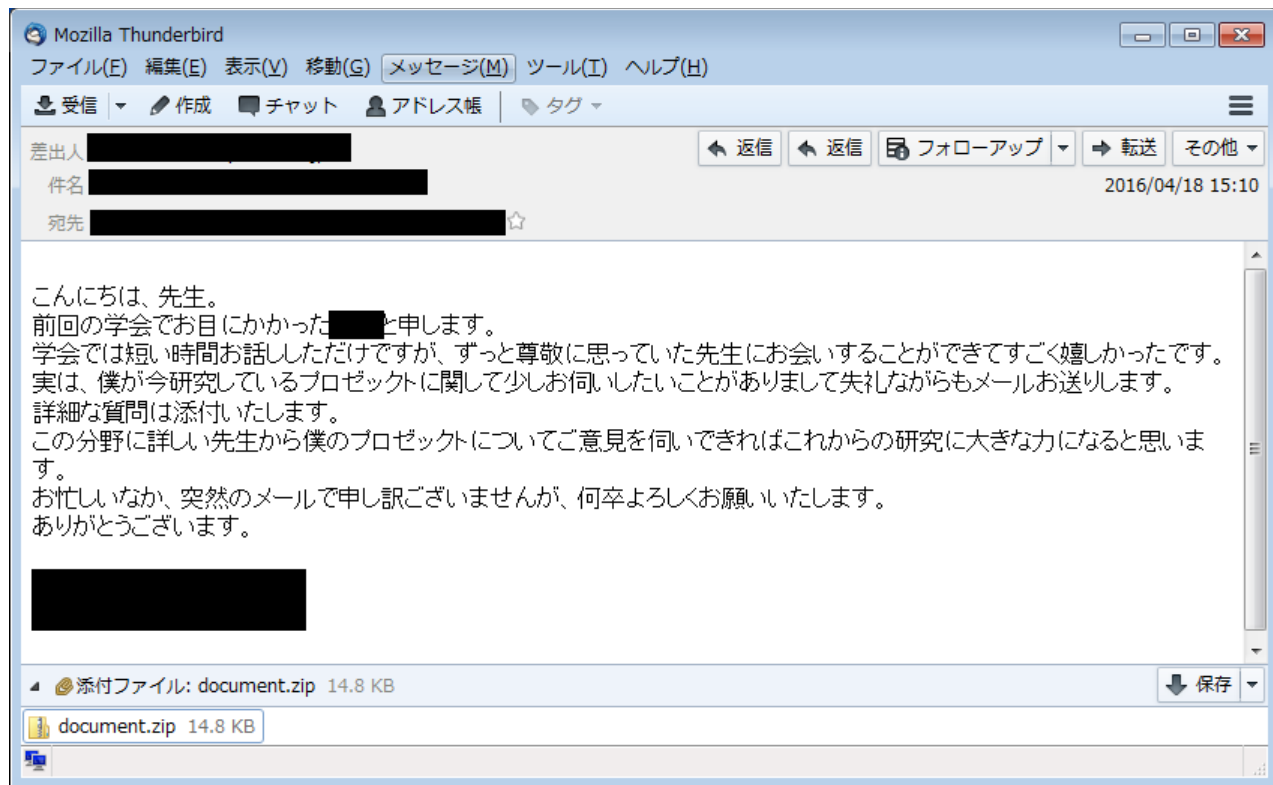 Mozilla Thunderbird
ファイル(F) 編集(E) 表示(V) 移動(G) メッセージ(M) ツール(T) ヘルプ(H)
受信 作成 チャット アドレス帳 タグ
差出人 返信 返信 フォローアップ 転送 その他
件名 2016/04/18 15:10
宛先
こんにちは、先生。
前回の学会でお目にかかった と申します。
学会では短い時間お話ししただけですが、ずっと尊敬に思っていた先生にお会いすることができてすごく嬉しかったです。
実は、僕が今研究しているプロゼックトに関して少しお伺いしたいことがありまして失礼ながらもメールお送りします。
詳細な質問は添付いたします。
この分野に詳しい先生から僕のプロゼックトについてご意見を伺いできればこれからの研究に大きな力になると思いま
す。
お忙しいなか、突然のメールで申し訳ございませんが、何卒よろしくお願いいたします。
ありがとうございます。
添付ファイル: document.zip 14.8 KB 保存
document.zip 14.8 KB